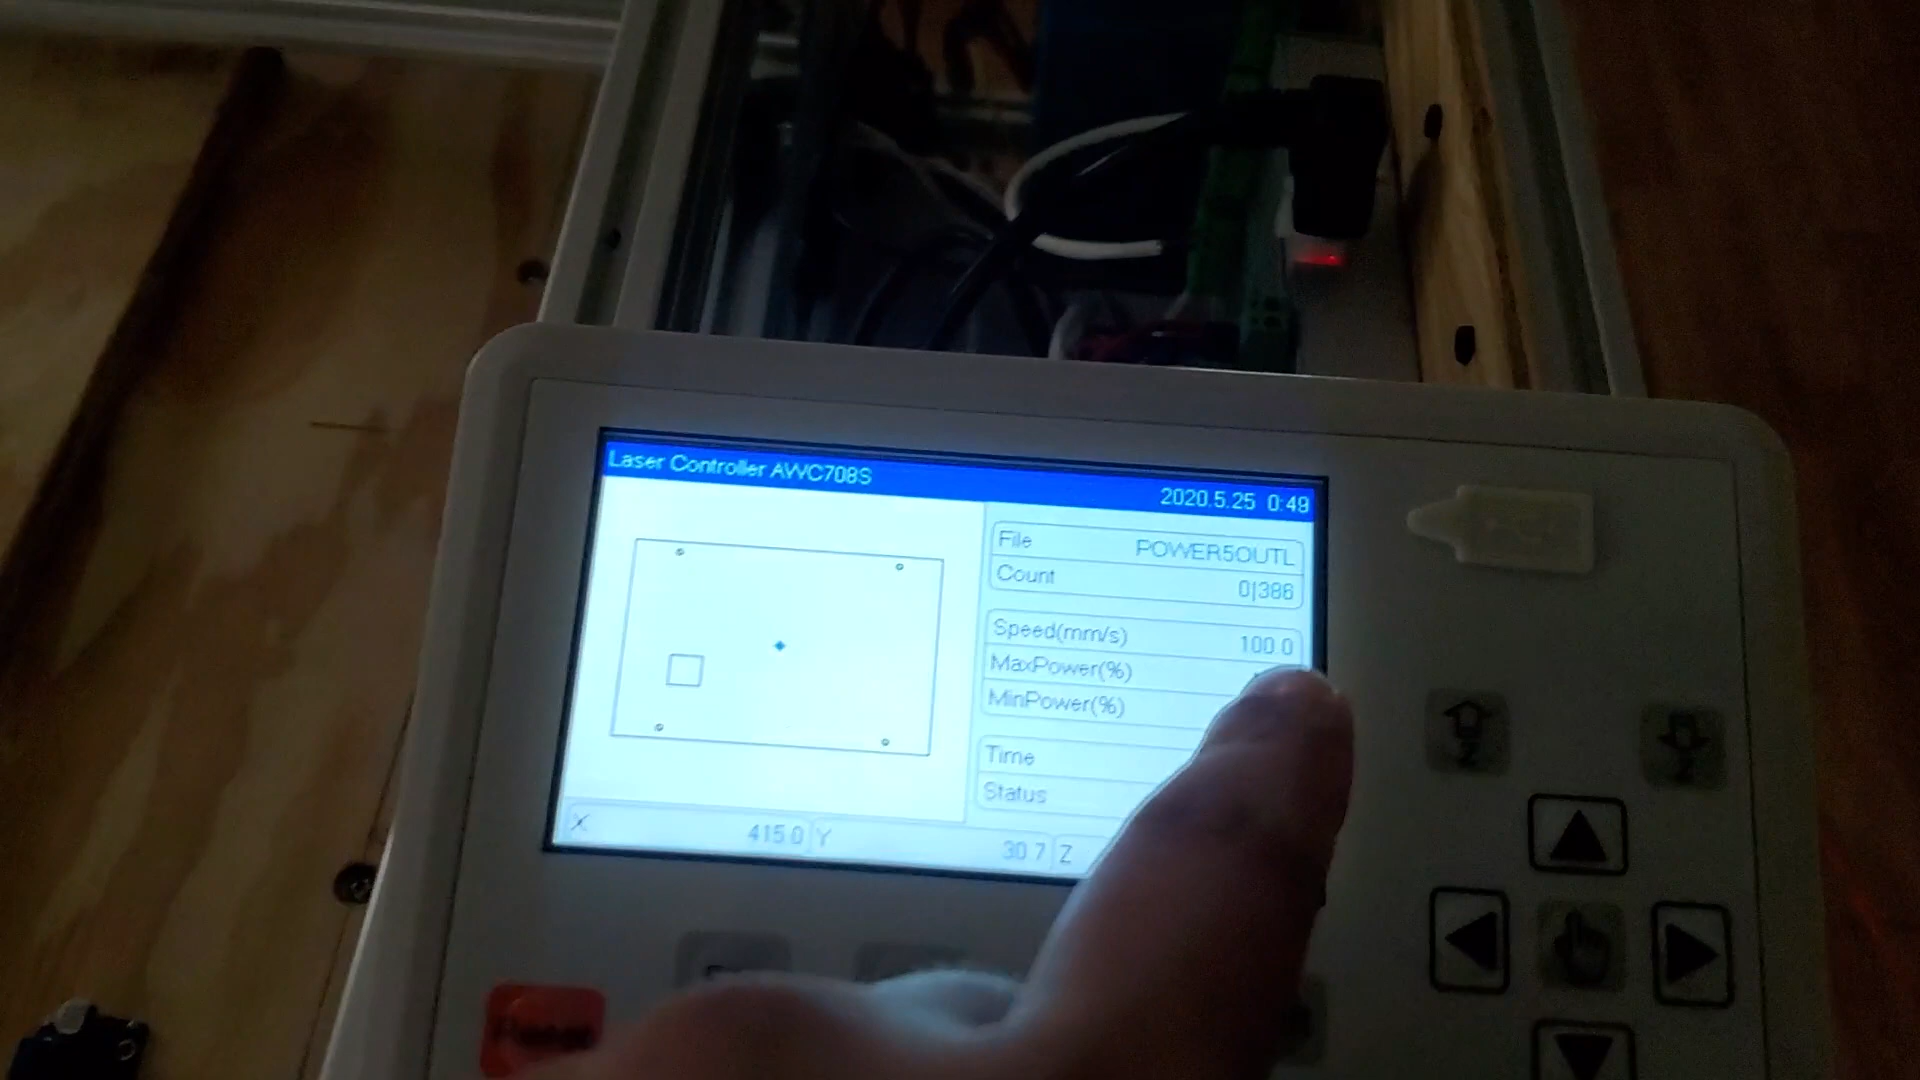 Laser Controller AWC708S
2020.5.25 0:49
File POWER5OUTL
Count 0|386
Speed(mm/s) 100.0
MaxPower(%)
MinPower(%)
Time
Status
X 415.0 Y 30.7 Z
Z Z